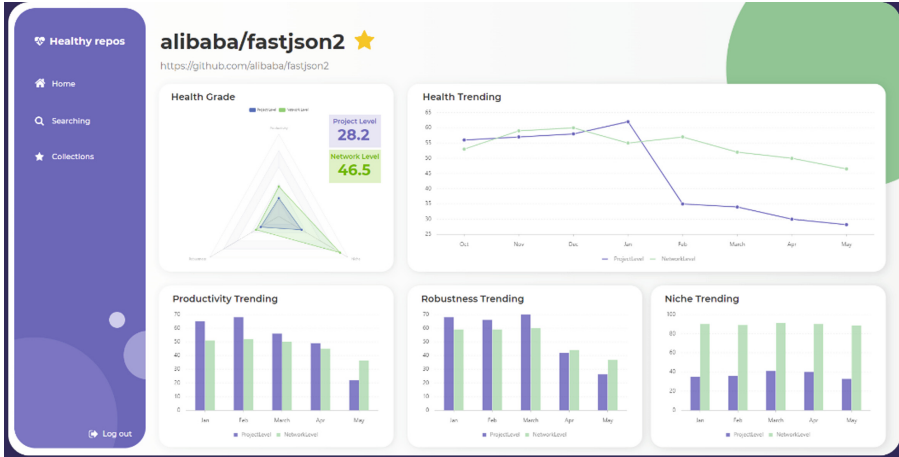 Healthy repos
Home
Searching
Collections
Log out
alibaba/fastjson2
https://github.com/alibaba/fastjson2
Health Grade
Project Level
28.2
Network Level
46.5
Health Trending
65
60
55
50
45
40
35
30
25
Oct
Nov
Dec
Jan
Feb
March
Apr
May
ProjectLevel
NetworkLevel
Productivity Trending
70
60
50
40
30
20
10
0
Jan
Feb
March
Apr
May
ProjectLevel
NetworkLevel
Robustness Trending
70
60
50
40
30
20
10
0
Jan
Feb
March
Apr
May
ProjectLevel
NetworkLevel
Niche Trending
100
80
60
40
20
0
Jan
Feb
March
Apr
May
ProjectLevel
NetworkLevel